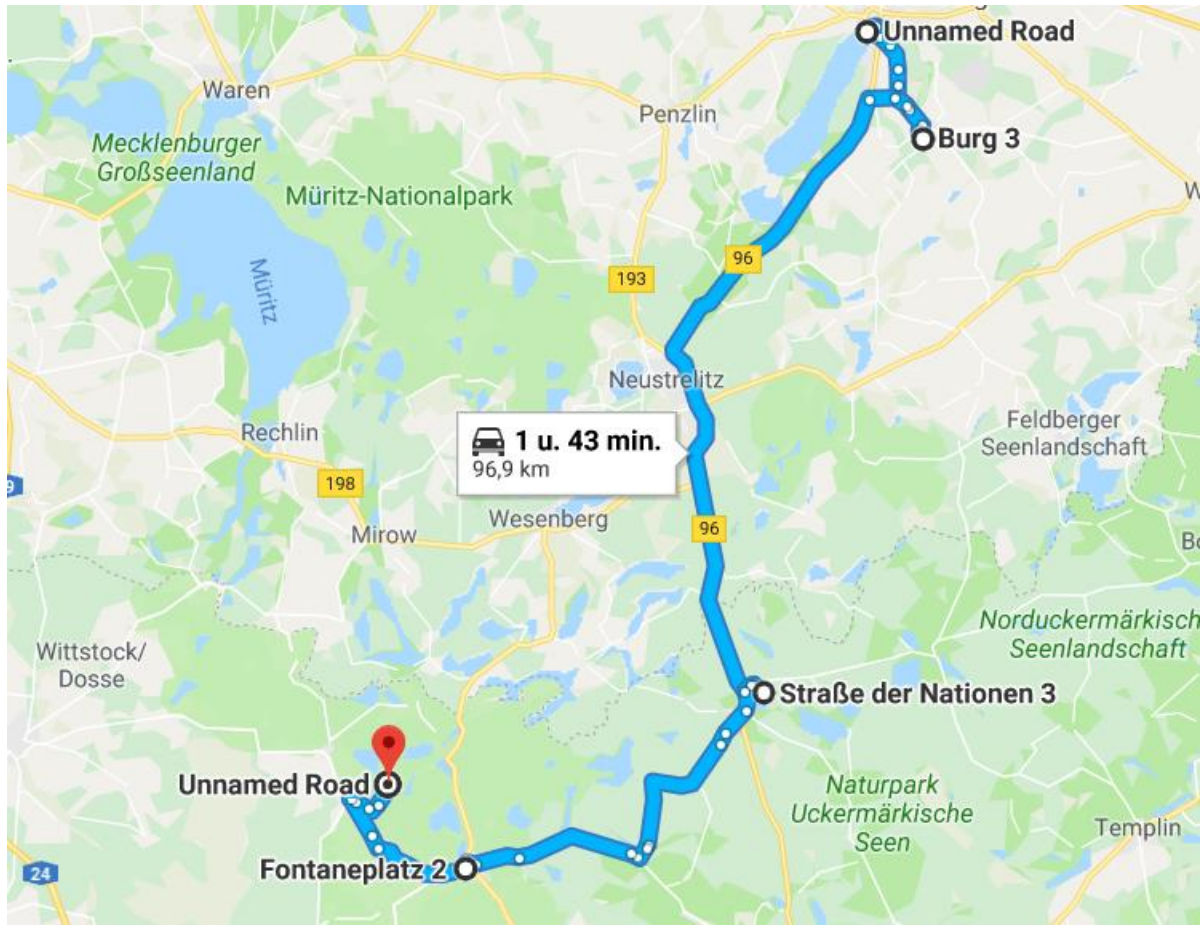 Unnamed Road
Waren
Penzlin
Burg 3
Mecklenburger
Großseenland
Müritz-Nationalpark
W
96
193
Müritz
Neustrelitz
1 u. 43 min.
96,9 km
Feldberger
Seenlandschaft
Rechlin
9
198
Wesenberg
96
Mirow
Bo
Norduckermärkisch
Seenlandschaft
Wittstock/
Dosse
Straße der Nationen 3
Unnamed Road
Naturpark
Uckermärkische
Seen
Templin
Fontaneplatz 2
24